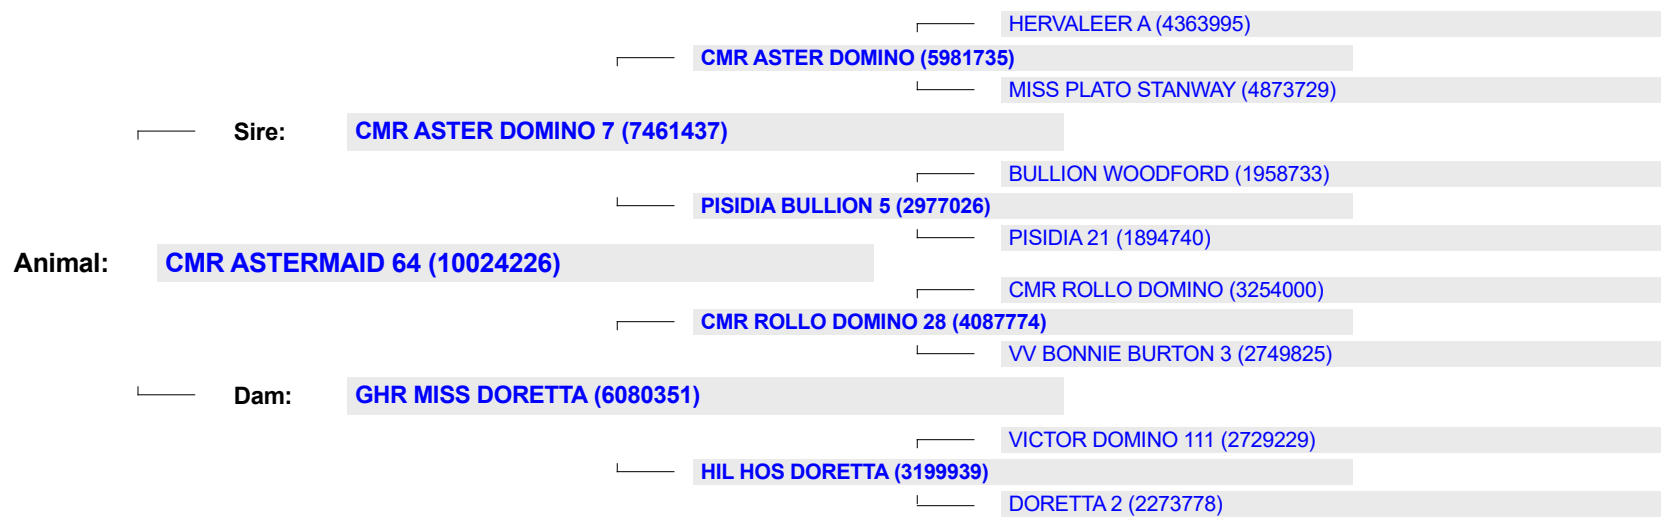 HERVALEER A (4363995)
CMR ASTER DOMINO (5981735)
MISS PLATO STANWAY (4873729)
Sire: CMR ASTER DOMINO 7 (7461437)
BULLION WOODFORD (1958733)
PISIDIA BULLION 5 (2977026)
PISIDIA 21 (1894740)
Animal: CMR ASTERMAID 64 (10024226)
CMR ROLLO DOMINO (3254000)
CMR ROLLO DOMINO 28 (4087774)
VV BONNIE BURTON 3 (2749825)
Dam: GHR MISS DORETTA (6080351)
VICTOR DOMINO 111 (2729229)
HIL HOS DORETTA (3199939)
DORETTA 2 (2273778)